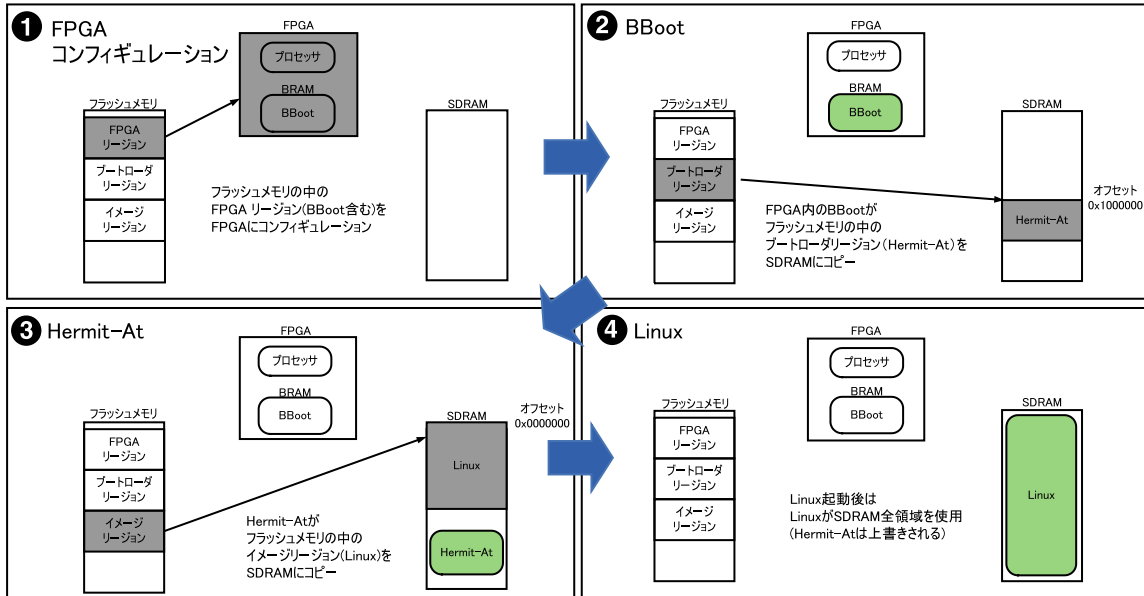 1 FPGA
コンフィギュレーション
FPGA
プロセッサ
BRAM
BBoot
フラッシュメモリ
FPGA
リージョン
ブートローダ
リージョン
イメージ
リージョン
SDRAM
フラッシュメモリの中の
FPGA リージョン(BBoot含む)を
FPGAにコンフィギュレーション
2 BBoot
FPGA
プロセッサ
BRAM
BBoot
フラッシュメモリ
FPGA
リージョン
ブートローダ
リージョン
イメージ
リージョン
SDRAM
オフセット
0x1000000
Hermit-At
FPGA内のBBootが
フラッシュメモリの中の
ブートローダリージョン(Hermit-At)を
SDRAMにコピー
3 Hermit-At
FPGA
プロセッサ
BRAM
BBoot
フラッシュメモリ
FPGA
リージョン
ブートローダ
リージョン
イメージ
リージョン
SDRAM
オフセット
0x0000000
Linux
Hermit-At
Hermit-Atが
フラッシュメモリの中の
イメージリージョン(Linux)を
SDRAMにコピー
4 Linux
FPGA
プロセッサ
BRAM
BBoot
フラッシュメモリ
FPGA
リージョン
ブートローダ
リージョン
イメージ
リージョン
SDRAM
Linux
Linux起動後は
LinuxがSDRAM全領域を使用
(Hermit-Atは上書きされる)